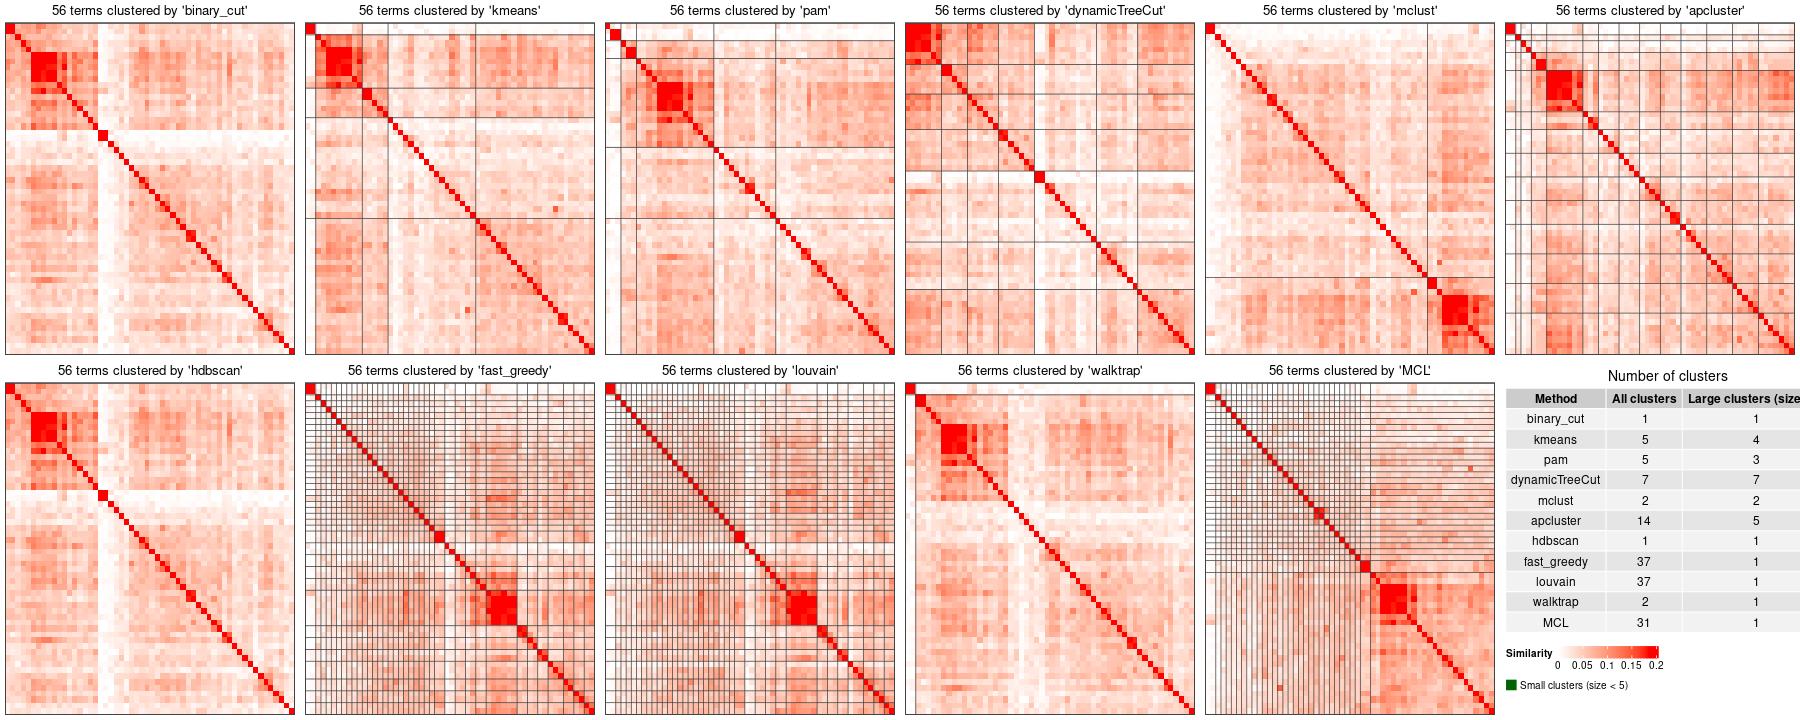 56 terms clustered by 'binary_cut'
56 terms clustered by 'kmeans'
56 terms clustered by 'pam'
56 terms clustered by 'dynamicTreeCut'
56 terms clustered by 'mclust'
56 terms clustered by 'apcluster'
56 terms clustered by 'hdbscan'
56 terms clustered by 'fast_greedy'
56 terms clustered by 'louvain'
56 terms clustered by 'walktrap'
56 terms clustered by 'MCL'
Number of clusters
Method All clusters Large clusters (size
binary_cut 1 1
kmeans 5 4
pam 5 3
dynamicTreeCut 7 7
mclust 2 2
apcluster 14 5
hdbscan 1 1
fast_greedy 37 1
louvain 37 1
walktrap 2 1
MCL 31 1
Similarity
0 0.05 0.1 0.15 0.2
Small clusters (size < 5)